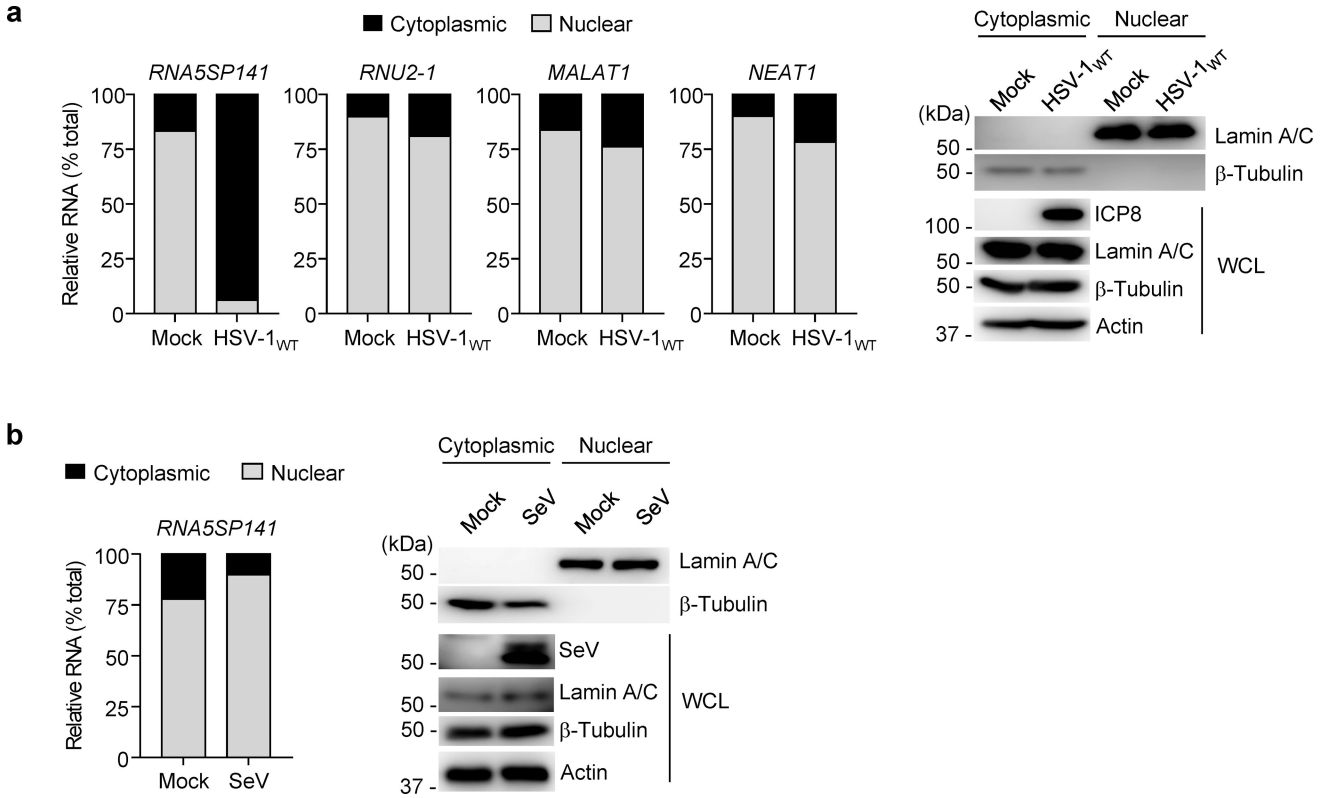 a
Cytoplasmic Nuclear
RNA5SP141 RNU2-1 MALAT1 NEAT1
Relative RNA (% total)
100 100 100 100
75 75 75 75
50 50 50 50
25 25 25 25
0 0 0 0
Mock HSV-1WT Mock HSV-1WT Mock HSV-1WT Mock HSV-1WT
Cytoplasmic Nuclear
Mock HSV-1WT Mock HSV-1WT
(kDa)
50 - Lamin A/C
50 - β-Tubulin
100 - ICP8
50 - Lamin A/C
50 - β-Tubulin
37 - Actin
WCL
b
Cytoplasmic Nuclear
RNA5SP141
Relative RNA (% total)
100
75
50
25
0
Mock SeV
Cytoplasmic Nuclear
Mock SeV Mock SeV
(kDa)
50 - Lamin A/C
50 - β-Tubulin
50 - SeV
50 - Lamin A/C
50 - β-Tubulin
37 - Actin
WCL